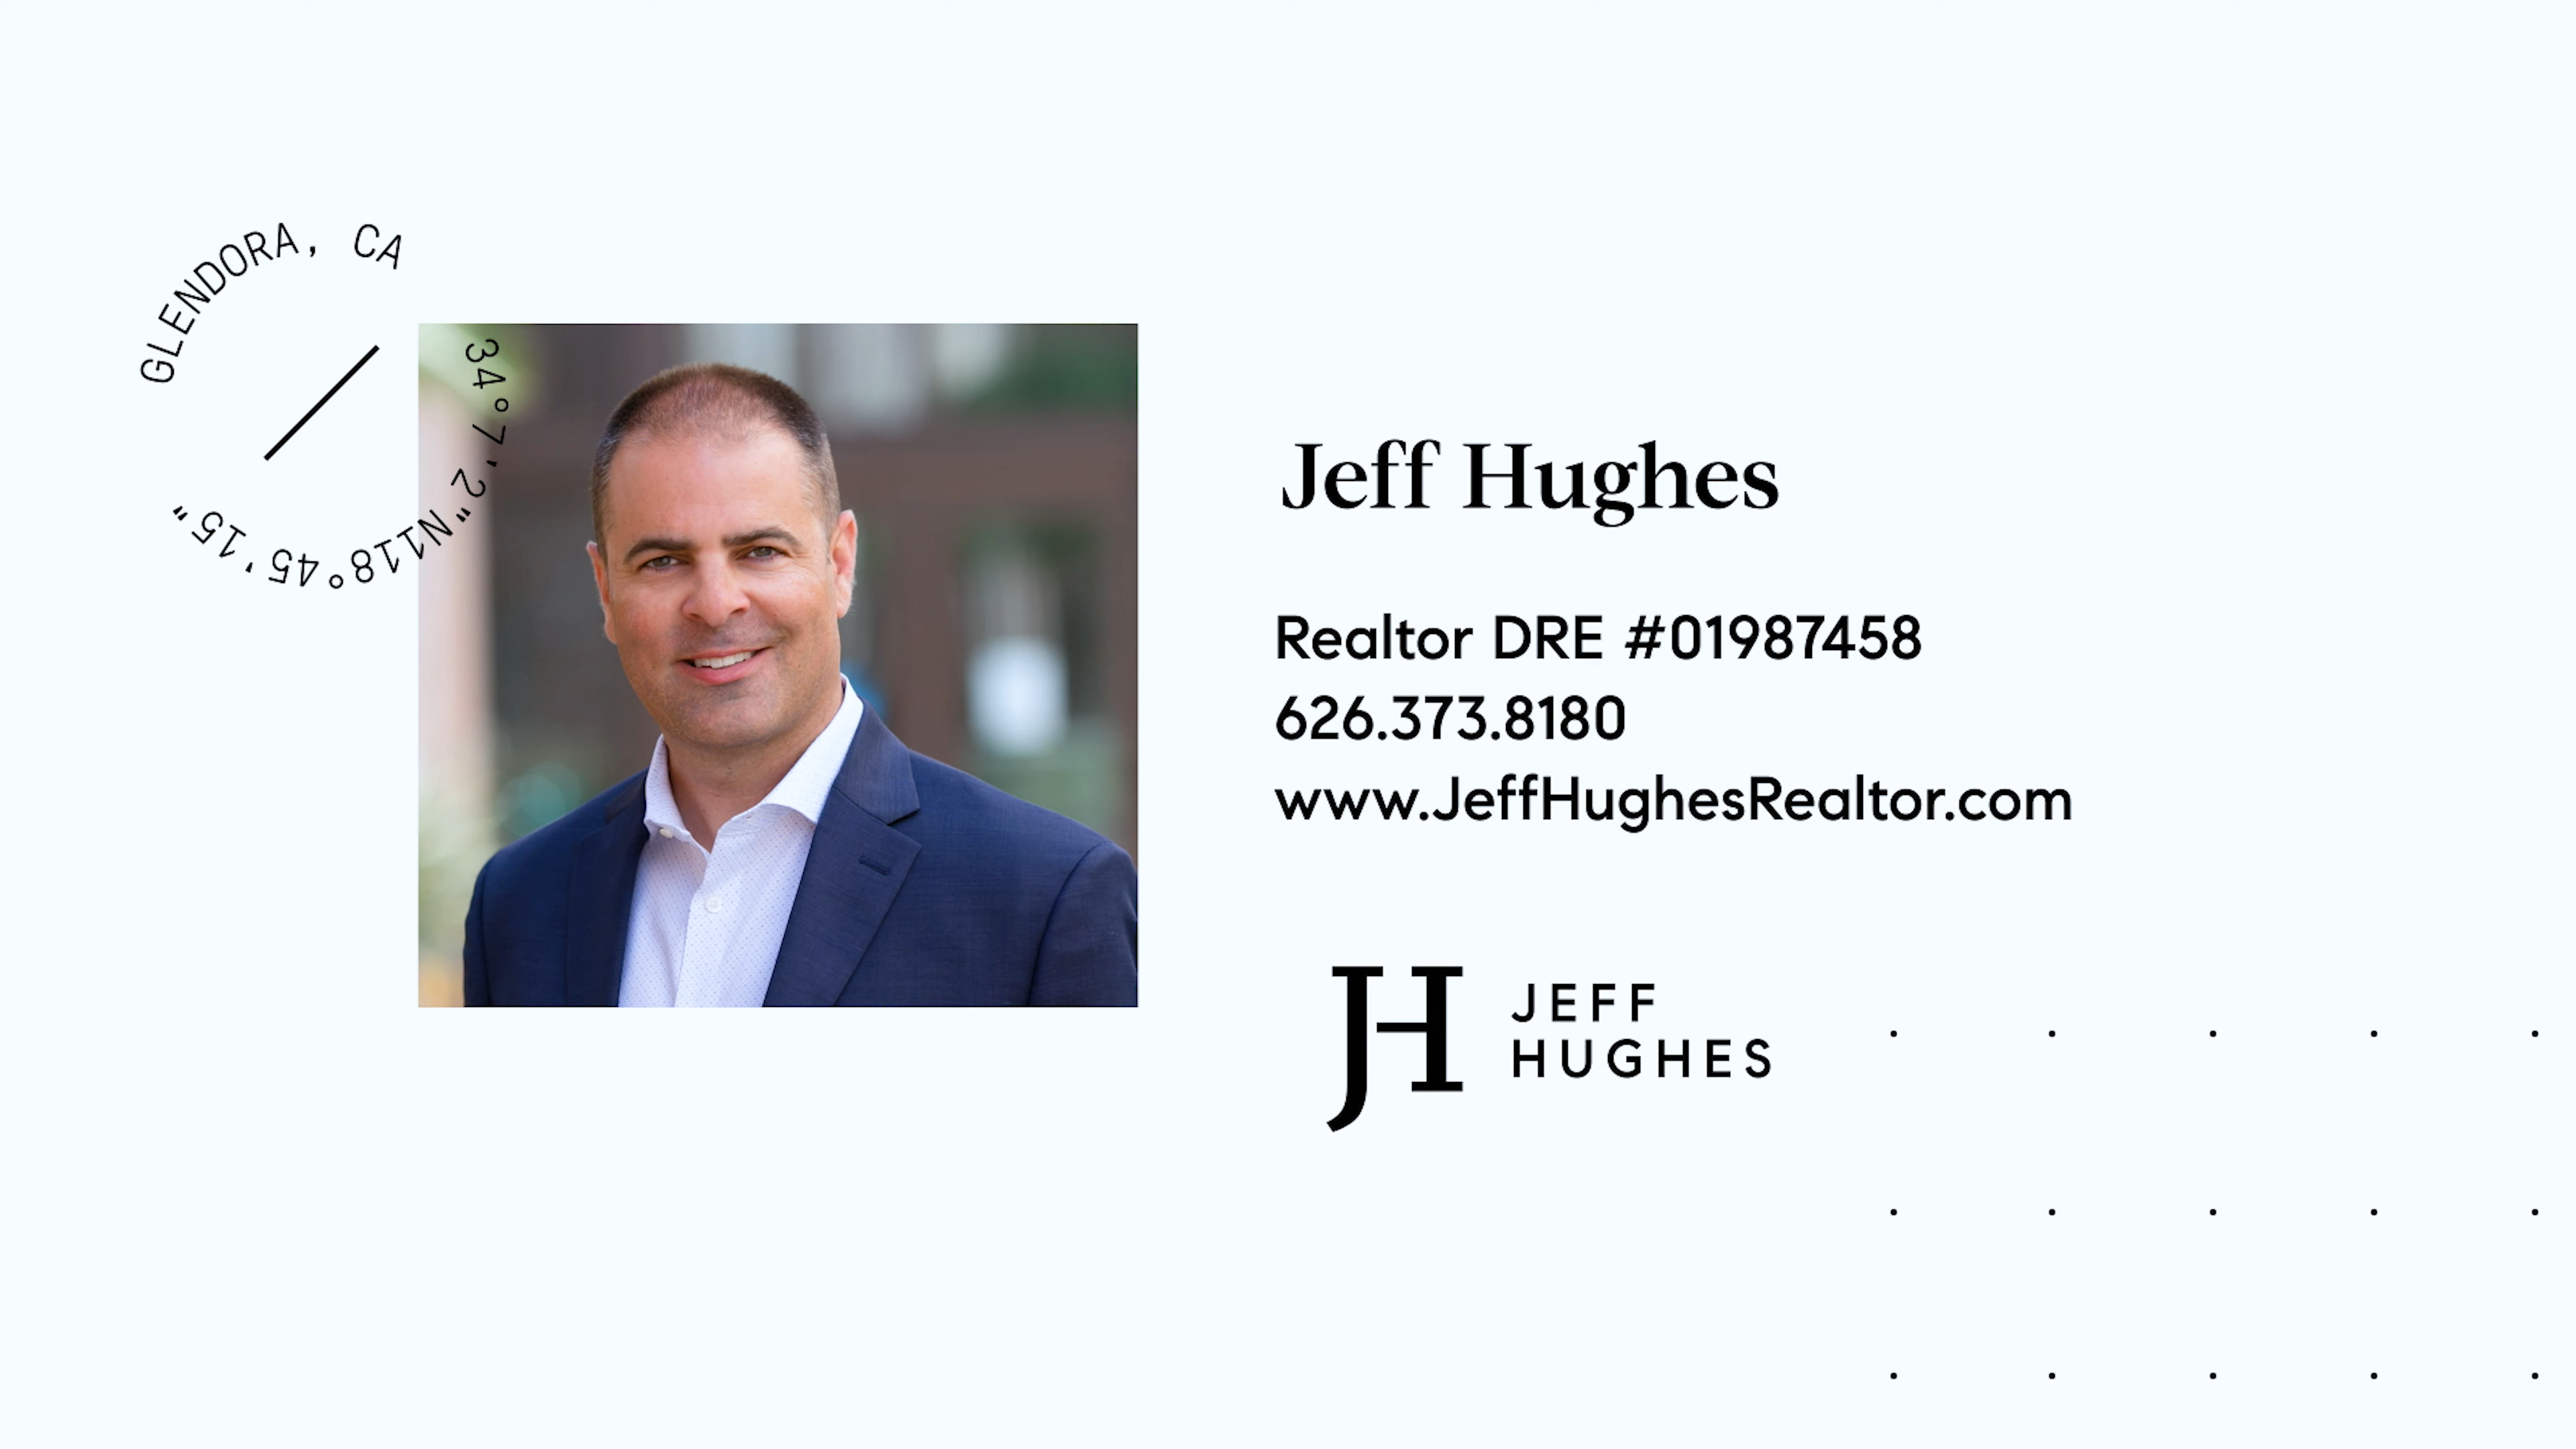 GLENDORA, CA
34°7'2"N118°45'15"
Jeff Hughes
Realtor DRE #01987458
626.373.8180
www.JeffHughesRealtor.com
JH
JEFF
HUGHES